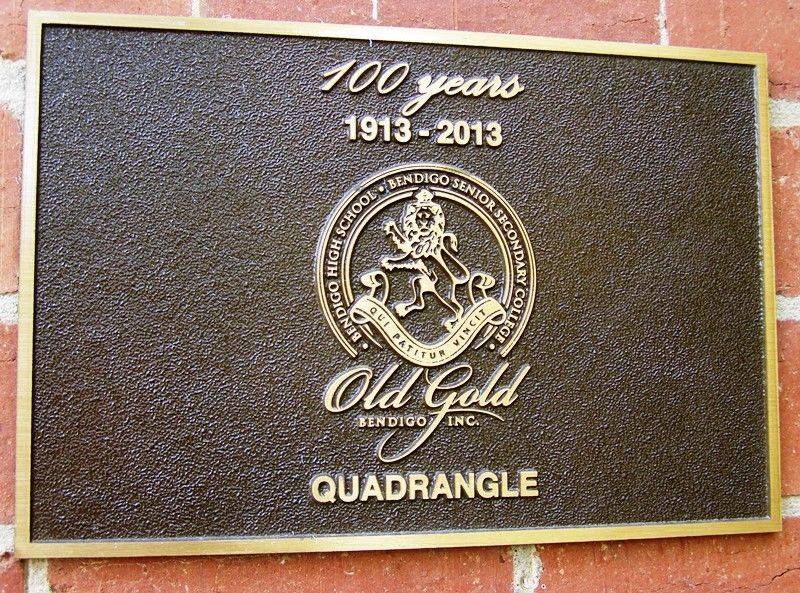 100 years
1913 - 2013
• BENDIGO HIGH SCHOOL • BENDIGO SENIOR SECONDARY COLLEGE •
QUI PATITUR VINCIT
Old Gold
BENDIGO INC.
QUADRANGLE